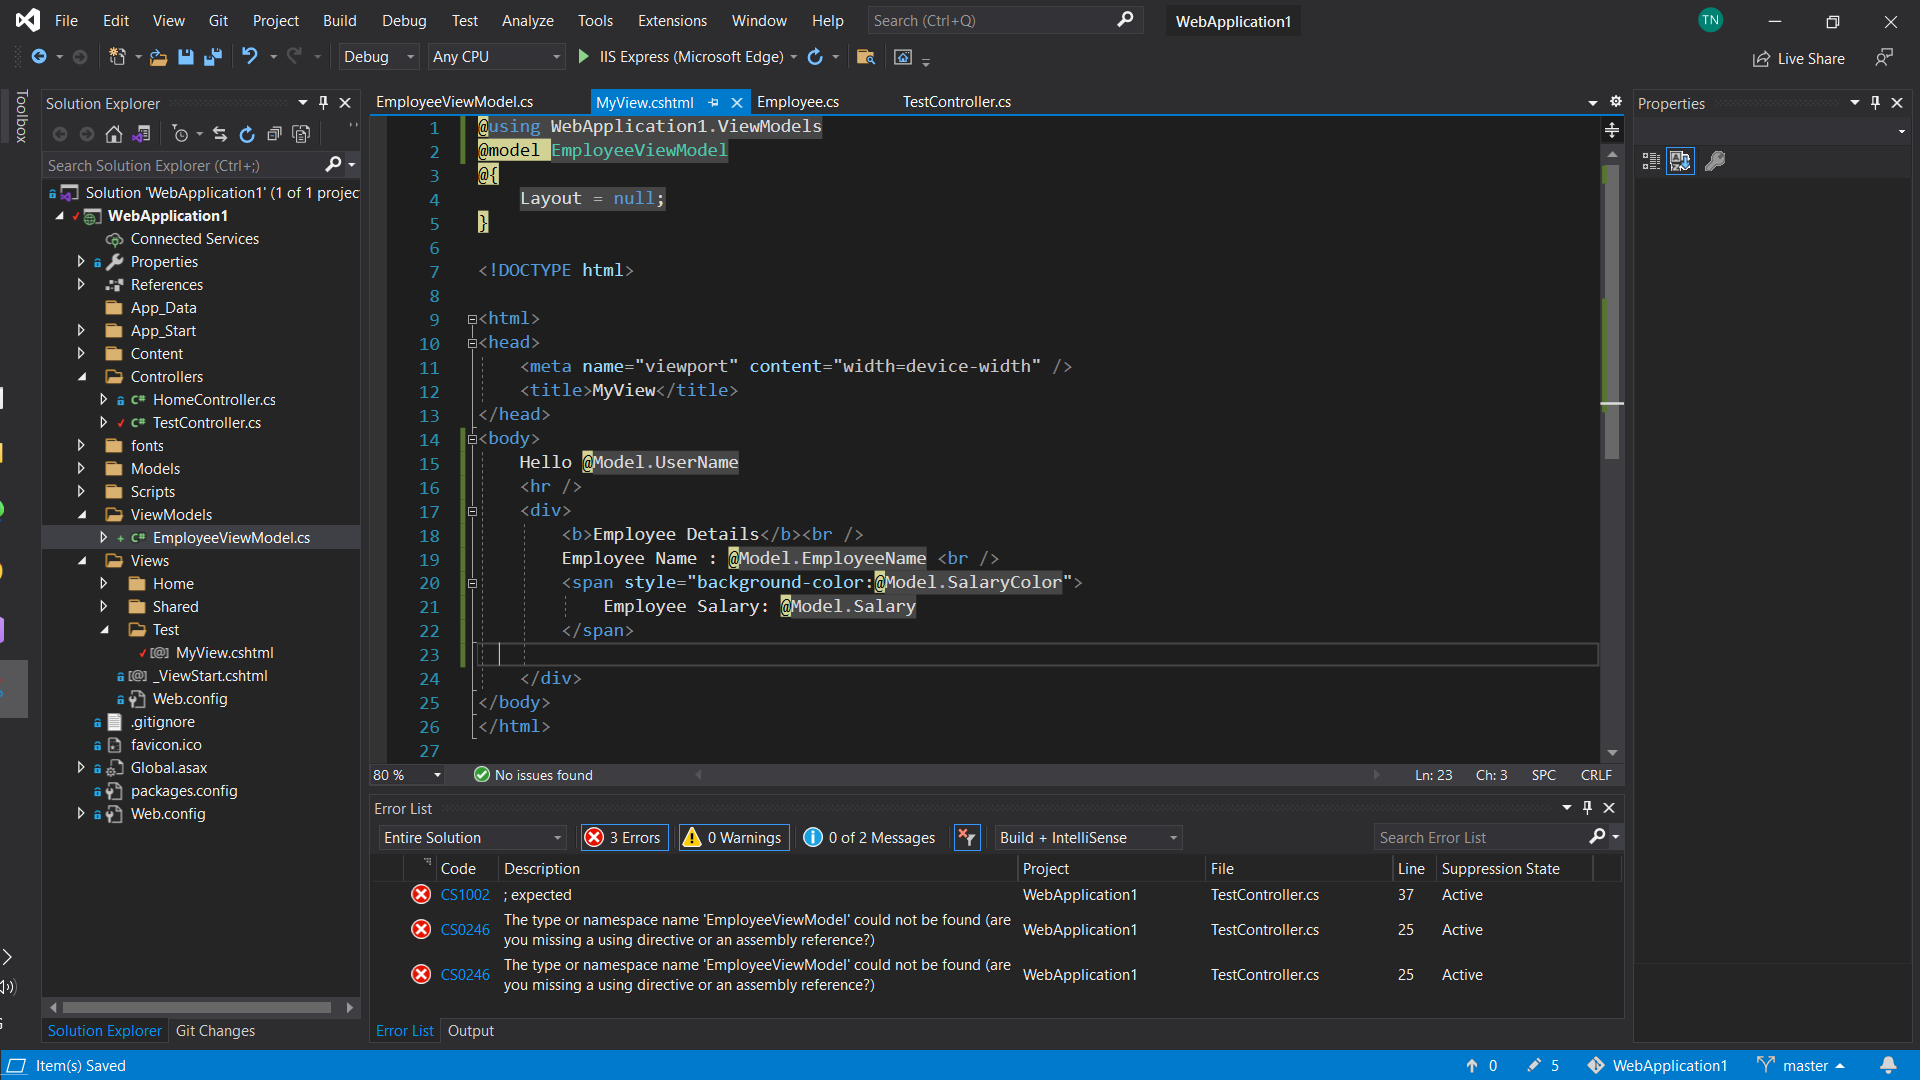 File Edit View Git Project Build Debug Test Analyze Tools Extensions Window Help Search (Ctrl+Q) WebApplication1 TN
Debug Any CPU IIS Express (Microsoft Edge) Live Share
Toolbox
Solution Explorer
Search Solution Explorer (Ctrl+;)
Solution 'WebApplication1' (1 of 1 projec
WebApplication1
Connected Services
Properties
References
App_Data
App_Start
Content
Controllers
HomeController.cs
TestController.cs
fonts
Models
Scripts
ViewModels
EmployeeViewModel.cs
Views
Home
Shared
Test
MyView.cshtml
_ViewStart.cshtml
Web.config
.gitignore
favicon.ico
Global.asax
packages.config
Web.config
Solution Explorer Git Changes
EmployeeViewModel.cs MyView.cshtml Employee.cs TestController.cs
1 @using WebApplication1.ViewModels
2 @model EmployeeViewModel
3 @{
4 Layout = null;
5 }
6
7 <!DOCTYPE html>
8
9 <html>
10 <head>
11 <meta name="viewport" content="width=device-width" />
12 <title>MyView</title>
13 </head>
14 <body>
15 Hello @Model.UserName
16 <hr />
17 <div>
18 <b>Employee Details</b><br />
19 Employee Name : @Model.EmployeeName <br />
20 <span style="background-color:@Model.SalaryColor">
21 Employee Salary: @Model.Salary
22 </span>
23
24 </div>
25 </body>
26 </html>
27
80 % No issues found Ln: 23 Ch: 3 SPC CRLF
Error List
Entire Solution 3 Errors 0 Warnings 0 of 2 Messages Build + IntelliSense Search Error List
Code Description Project File Line Suppression State
CS1002 ; expected WebApplication1 TestController.cs 37 Active
CS0246 The type or namespace name 'EmployeeViewModel' could not be found (are you missing a using directive or an assembly reference?) WebApplication1 TestController.cs 25 Active
CS0246 The type or namespace name 'EmployeeViewModel' could not be found (are you missing a using directive or an assembly reference?) WebApplication1 TestController.cs 25 Active
Error List Output
Properties
Item(s) Saved 0 5 WebApplication1 master